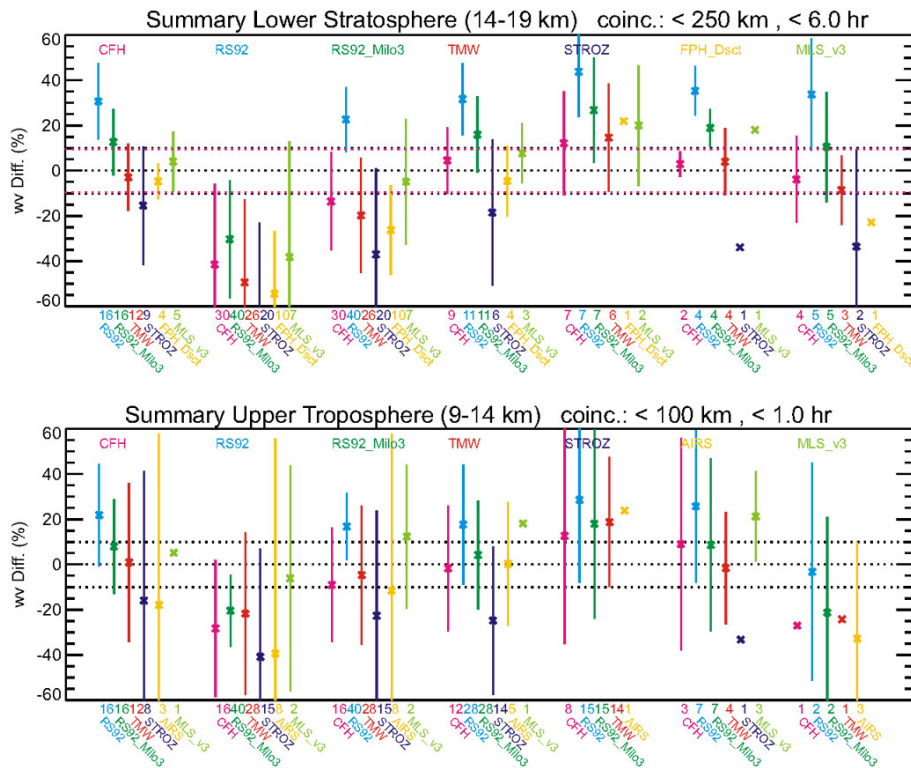 Summary Lower Stratosphere (14-19 km) coinc.: < 250 km , < 6.0 hr
wv Diff. (%)
60
40
20
0
-20
-40
-60
CFH RS92 RS92_Milo3 TMW STROZ FPH_Dsct MLS_v3
16 16 12 9 4 5 30 40 26 20 10 7 30 40 26 20 10 7 9 11 11 6 4 3 7 7 7 6 1 2 2 4 4 4 1 1 4 5 5 3 2 1
RS92 RS92_Milo3 TMW STROZ FPH_Dsct MLS_v3 CFH RS92_Milo3 TMW STROZ FPH_Dsct MLS_v3 CFH RS92 TMW STROZ FPH_Dsct MLS_v3 CFH RS92 RS92_Milo3 STROZ FPH_Dsct MLS_v3 CFH RS92 RS92_Milo3 TMW FPH_Dsct MLS_v3 CFH RS92 RS92_Milo3 TMW STROZ MLS_v3 CFH RS92 RS92_Milo3 TMW STROZ FPH_Dsct
Summary Upper Troposphere (9-14 km) coinc.: < 100 km , < 1.0 hr
wv Diff. (%)
60
40
20
0
-20
-40
-60
CFH RS92 RS92_Milo3 TMW STROZ AIRS MLS_v3
16 16 12 8 3 1 16 40 28 15 8 2 16 40 28 15 8 2 12 28 28 14 5 1 8 15 15 14 1 3 7 7 4 1 3 1 2 2 1 3
RS92 RS92_Milo3 TMW STROZ AIRS MLS_v3 CFH RS92_Milo3 TMW STROZ AIRS MLS_v3 CFH RS92 TMW STROZ AIRS MLS_v3 CFH RS92 RS92_Milo3 STROZ AIRS MLS_v3 CFH RS92 RS92_Milo3 TMW AIRS CFH RS92 RS92_Milo3 TMW STROZ MLS_v3 CFH RS92 RS92_Milo3 TMW AIRS